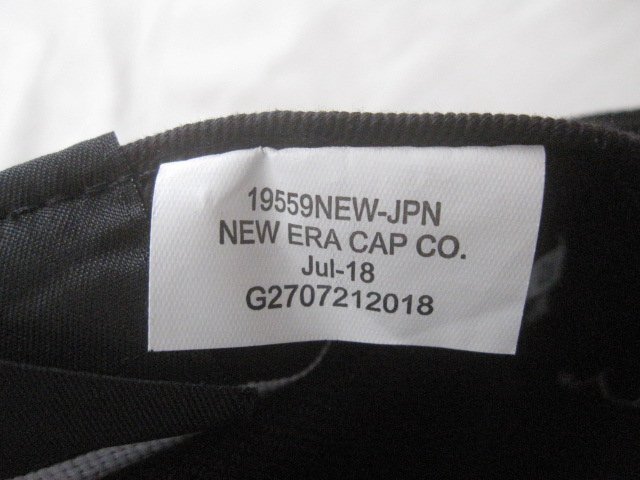 19559NEW-JPN
NEW ERA CAP CO.
Jul-18
G2707212018